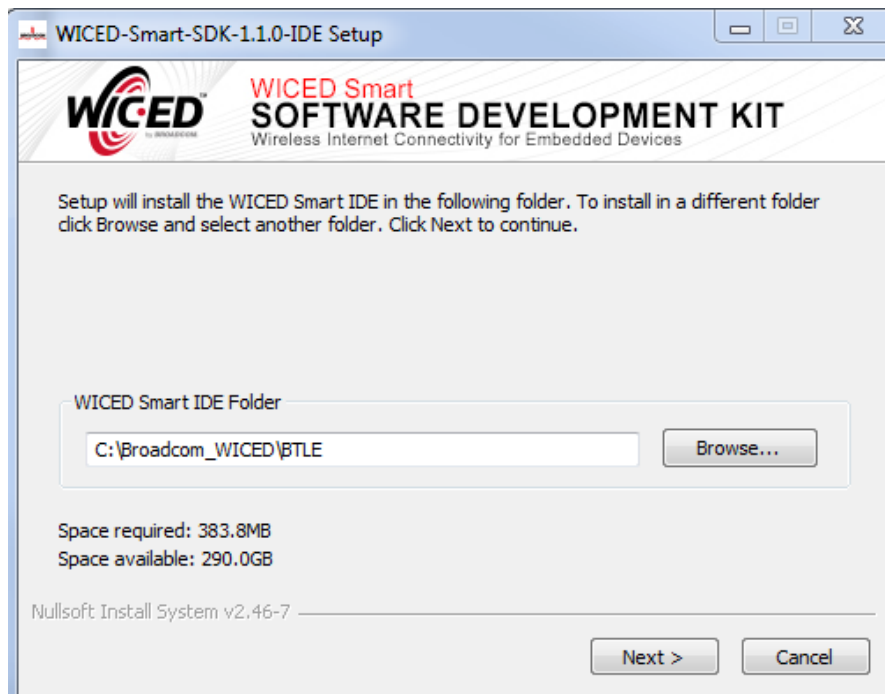 WICED-Smart-SDK-1.1.0-IDE Setup
WICED™
by BROADCOM
WICED Smart
SOFTWARE DEVELOPMENT KIT
Wireless Internet Connectivity for Embedded Devices
Setup will install the WICED Smart IDE in the following folder. To install in a different folder
click Browse and select another folder. Click Next to continue.
WICED Smart IDE Folder
C:\Broadcom_WICED\BTLE
Browse...
Space required: 383.8MB
Space available: 290.0GB
Nullsoft Install System v2.46-7
Next >
Cancel